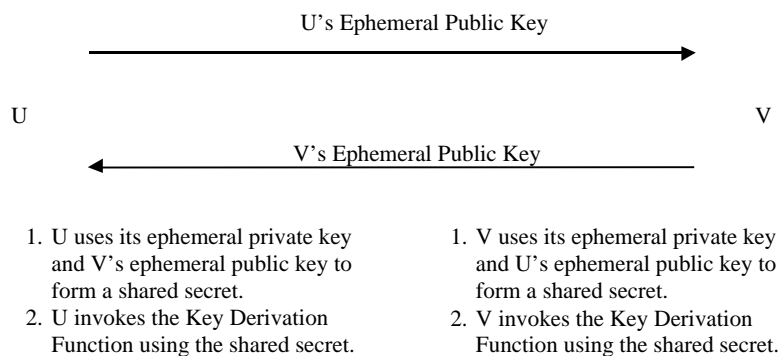 U's Ephemeral Public Key
U
V
V's Ephemeral Public Key
1. U uses its ephemeral private key
and V's ephemeral public key to
form a shared secret.
2. U invokes the Key Derivation
Function using the shared secret.
1. V uses its ephemeral private key
and U's ephemeral public key to
form a shared secret.
2. V invokes the Key Derivation
Function using the shared secret.